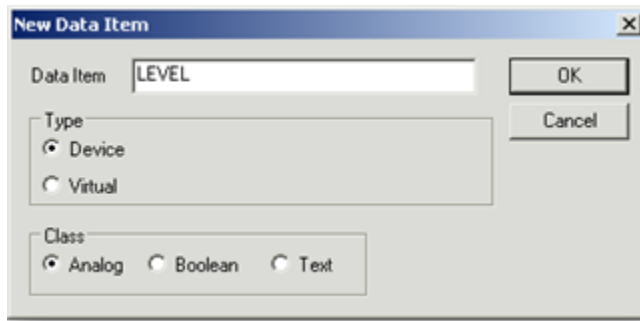 New Data Item
Data Item LEVEL OK
Type Cancel
Device
Virtual
Class
Analog Boolean Text